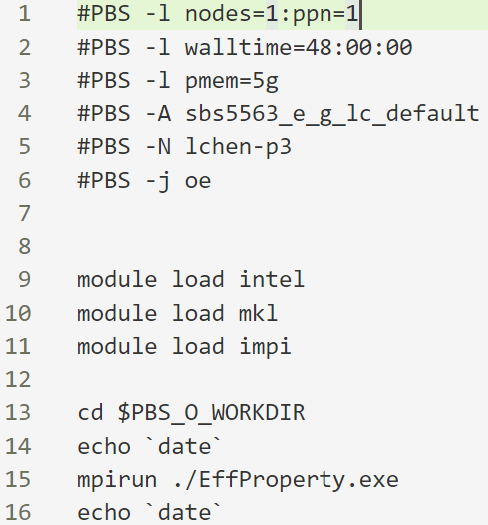 1 #PBS -l nodes=1:ppn=1
2 #PBS -l walltime=48:00:00
3 #PBS -l pmem=5g
4 #PBS -A sbs5563_e_g_lc_default
5 #PBS -N lchen-p3
6 #PBS -j oe
7
8
9 module load intel
10 module load mkl
11 module load impi
12
13 cd $PBS_O_WORKDIR
14 echo `date`
15 mpirun ./EffProperty.exe
16 echo `date`